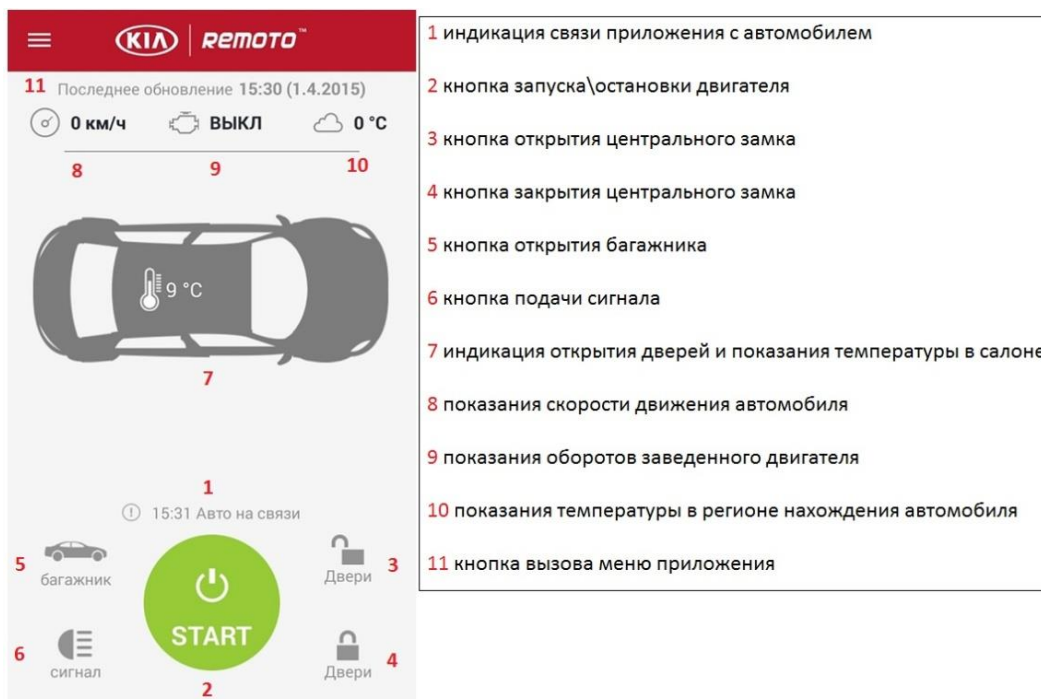 KIA REMOTO™
11 Последнее обновление 15:30 (1.4.2015)
0 км/ч ВЫКЛ 0 °C
8 9 10
9 °C
7
1
15:31 Авто на связи
5 багажник
Двери 3
START
6 сигнал
Двери 4
2
1 индикация связи приложения с автомобилем
2 кнопка запуска\остановки двигателя
3 кнопка открытия центрального замка
4 кнопка закрытия центрального замка
5 кнопка открытия багажника
6 кнопка подачи сигнала
7 индикация открытия дверей и показания температуры в салоне
8 показания скорости движения автомобиля
9 показания оборотов заведенного двигателя
10 показания температуры в регионе нахождения автомобиля
11 кнопка вызова меню приложения